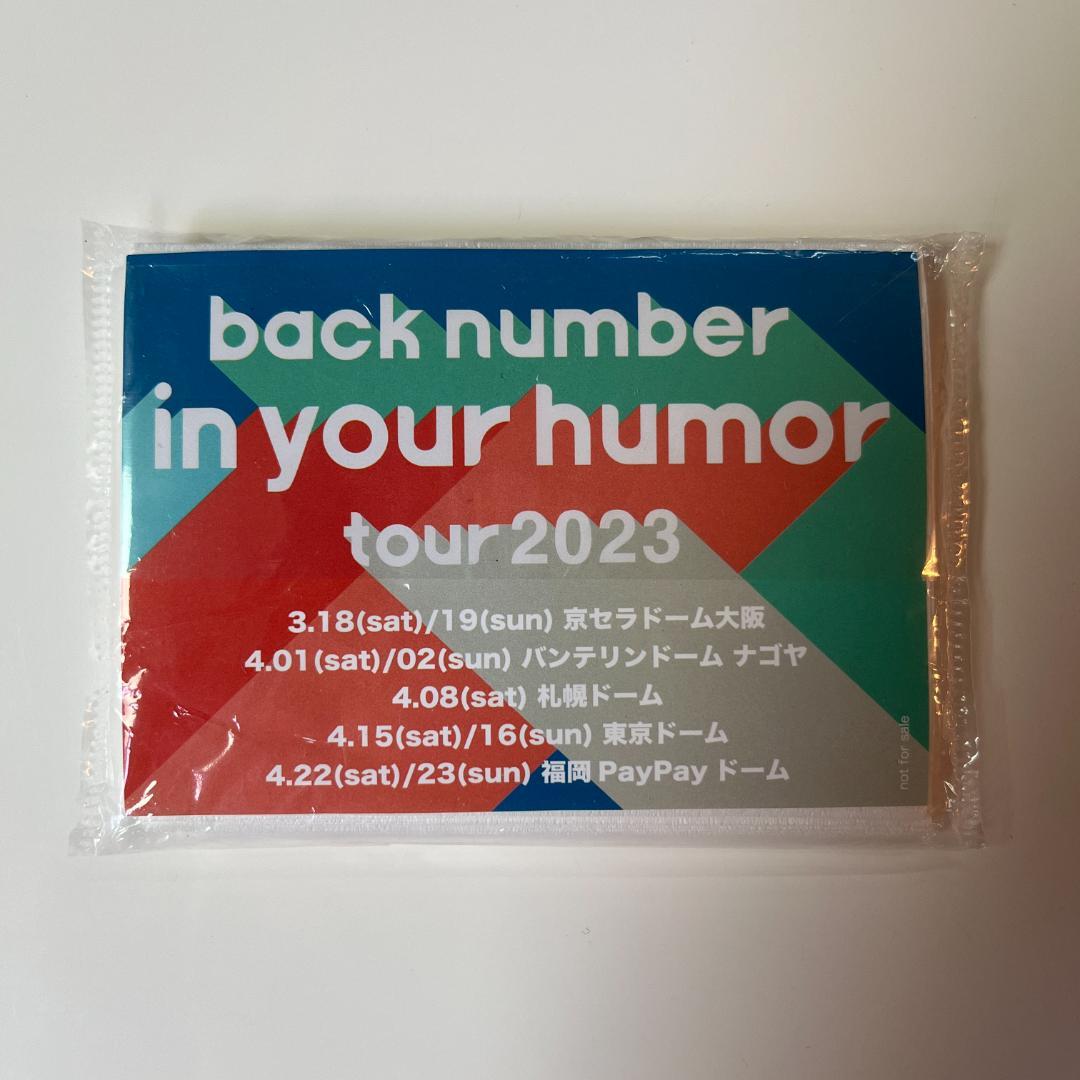 back number
in your humor
tour 2023
3.18(sat)/19(sun) 京セラドーム大阪
4.01(sat)/02(sun) バンテリンドーム ナゴヤ
4.08(sat) 札幌ドーム
4.15(sat)/16(sun) 東京ドーム
4.22(sat)/23(sun) 福岡 PayPay ドーム
not for sale